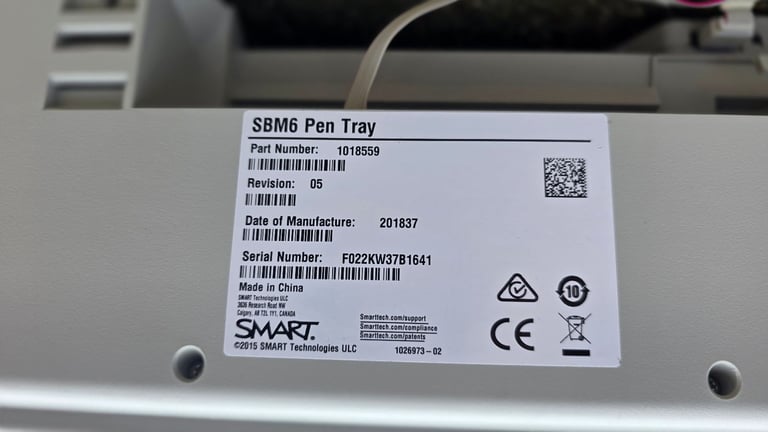 SBM6 Pen Tray
Part Number: 1018559
Revision: 05
Date of Manufacture: 201837
Serial Number: F022KW37B1641
Made in China
SMART Technologies ULC
3636 Research Road NW
Calgary, AB T2L 1Y1, CANADA
SMART.
©2015 SMART Technologies ULC
Smarttech.com/support
Smarttech.com/compliance
Smarttech.com/patents
1026973-02
10
CE